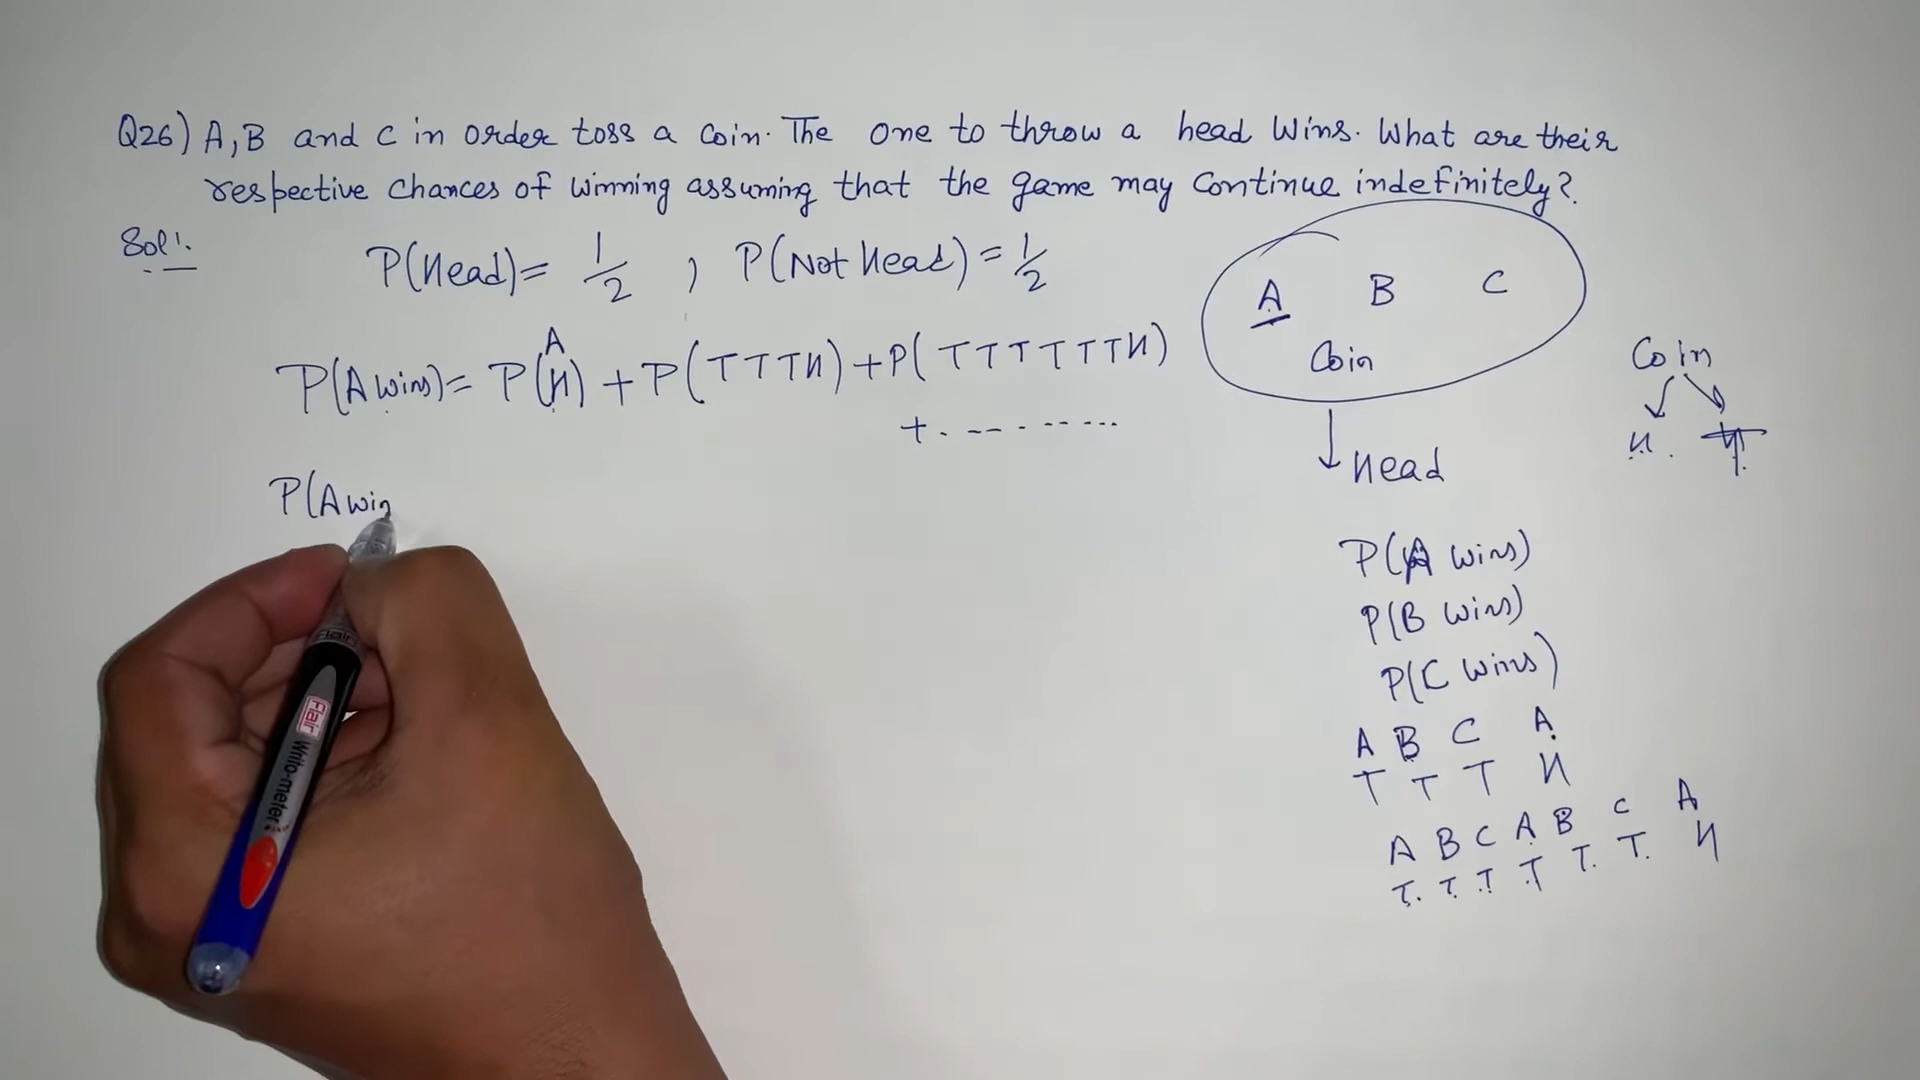 Q26) A, B and C in order toss a coin. The one to throw a head wins. What are their
respective chances of winning assuming that the game may continue indefinitely?
Sol'.
P(Head) = 1/2 , P(Not Head) = 1/2
A B C
Coin
A
P(A wins) = P(H) + P(TTTH) + P(TTTTTTH)
+ . -- - . -- ...
Coin
H. T.
Head
P(A win
P(A wins)
P(B wins)
P(C wins)
A B C A
T T T H
A B C A B C A
T. T. T T T. T. H
Flair
Flair Writo-meter